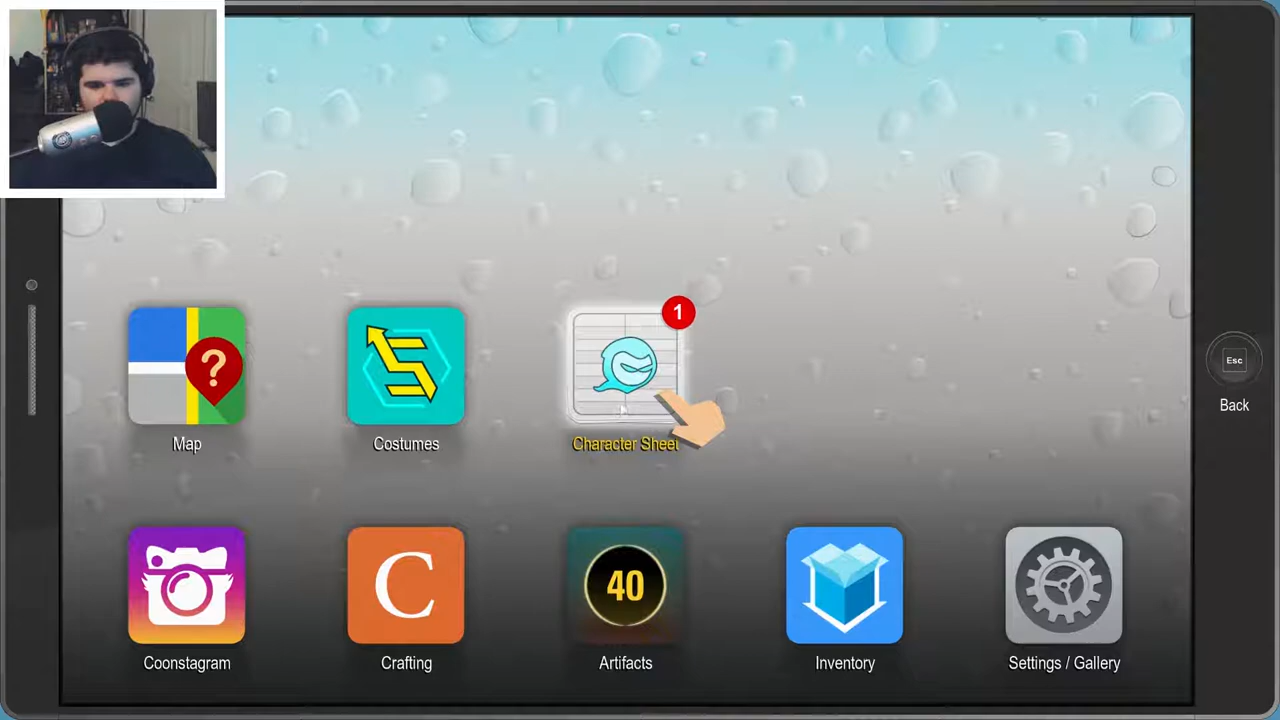 ?
1
Map
Costumes
Character Sheet
Esc
Back
C
40
Coonstagram
Crafting
Artifacts
Inventory
Settings / Gallery